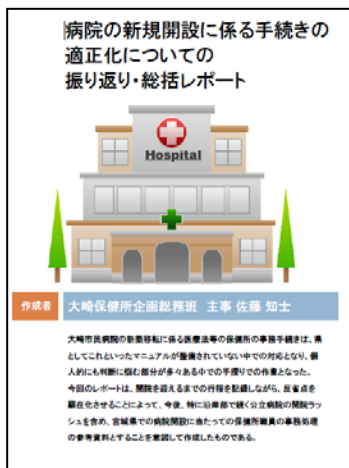 病院の新規開設に係る手続きの
適正化についての
振り返り・総括レポート
Hospital
作成者
大崎保健所企画総務班 主事 佐藤 知士
大崎市民病院の新築移転に係る医療法等の保健所の事務手続きは、県
としてこれといったマニュアルが整備されていない中での対応となり、個
人的にも判断に悩む部分が多々ある中での手探りでの作業となった。
今回のレポートは、開院を迎えるまでの行程を記録しながら、反省点を
顕在化させることによって、今後、特に沿岸部で続く公立病院の開院ラッ
シュを含め、宮城県での病院開設に当たっての保健所職員の事務処理
の参考資料とすることを意図して作成したものである。